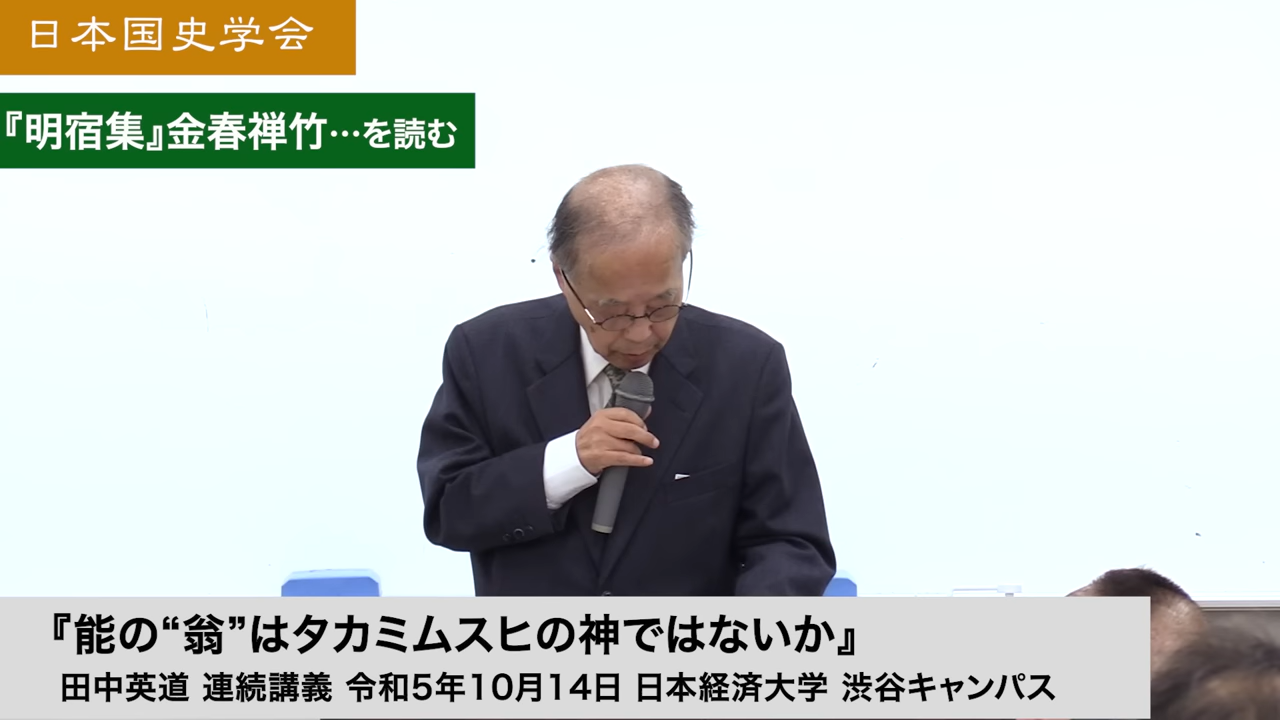 日本国史学会
『明宿集』金春禅竹…を読む
『能の“翁”はタカミムスヒの神ではないか』
田中英道 連続講義 令和5年10月14日 日本経済大学 渋谷キャンパス